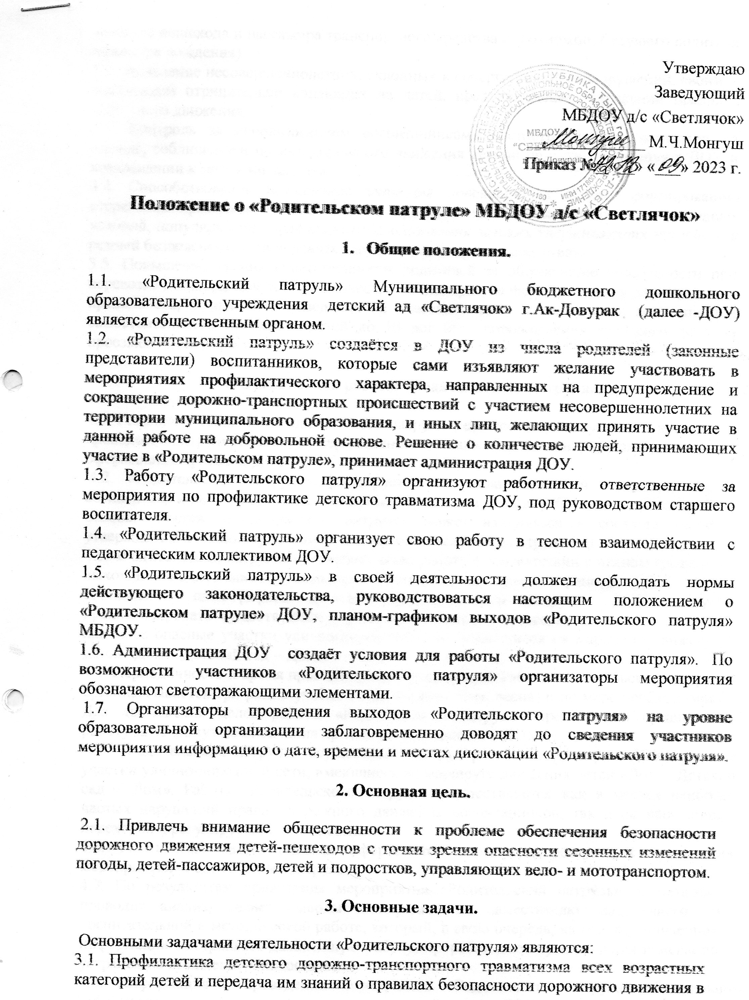 Утверждаю
Заведующий
МБДОУ д/с «Светлячок»
М.Ч.Монгуш
Приказ №72 «12» «09» 2023 г.
РЕСПУБЛИКА ТЫВА
МБДОУ д/с
"СВЕТЛЯЧОК"
г. Ак-Довурак
Положение о «Родительском патруле» МБДОУ д/с «Светлячок»
1. Общие положения.
1.1. «Родительский патруль» Муниципального бюджетного дошкольного
образовательного учреждения детский ад «Светлячок» г.Ак-Довурак (далее -ДОУ)
является общественным органом.
1.2. «Родительский патруль» создаётся в ДОУ из числа родителей (законные
представители) воспитанников, которые сами изъявляют желание участвовать в
мероприятиях профилактического характера, направленных на предупреждение и
сокращение дорожно-транспортных происшествий с участием несовершеннолетних на
территории муниципального образования, и иных лиц, желающих принять участие в
данной работе на добровольной основе. Решение о количестве людей, принимающих
участие в «Родительском патруле», принимает администрация ДОУ.
1.3. Работу «Родительского патруля» организуют работники, ответственные за
мероприятия по профилактике детского травматизма ДОУ, под руководством старшего
воспитателя.
1.4. «Родительский патруль» организует свою работу в тесном взаимодействии с
педагогическим коллективом ДОУ.
1.5. «Родительский патруль» в своей деятельности должен соблюдать нормы
действующего законодательства, руководствоваться настоящим положением о
«Родительском патруле» ДОУ, планом-графиком выходов «Родительского патруля»
МБДОУ.
1.6. Администрация ДОУ создаёт условия для работы «Родительского патруля». По
возможности участников «Родительского патруля» организаторы мероприятия
обозначают светотражающими элементами.
1.7. Организаторы проведения выходов «Родительского патруля» на уровне
образовательной организации заблаговременно доводят до сведения участников
мероприятия информацию о дате, времени и местах дислокации «Родительского патруля».
2. Основная цель.
2.1. Привлечь внимание общественности к проблеме обеспечения безопасности
дорожного движения детей-пешеходов с точки зрения опасности сезонных изменений
погоды, детей-пассажиров, детей и подростков, управляющих вело- и мототранспортом.
3. Основные задачи.
Основными задачами деятельности «Родительского патруля» являются:
3.1. Профилактика детского дорожно-транспортного травматизма всех возрастных
категорий детей и передача им знаний о правилах безопасности дорожного движения в